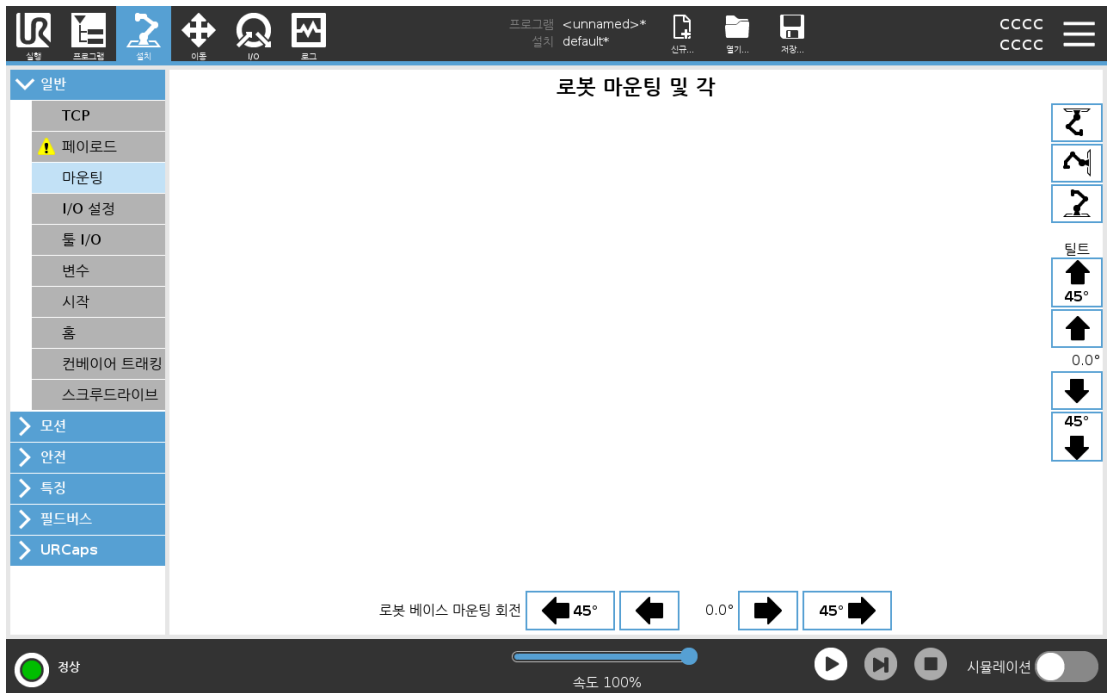 프로그램 <unnamed>*
설치 default*
신규... 열기... 저장...
CCCC
CCCC
실행 프로그램 설치 이동 I/O 로그
일반
로봇 마운팅 및 각
TCP
페이로드
마운팅
I/O 설정
툴 I/O
변수
시작
홈
컨베이어 트래킹
스크루드라이브
모션
안전
특징
필드버스
URCaps
틸트
45°
0.0°
45°
로봇 베이스 마운팅 회전 45° 0.0° 45°
정상
속도 100%
시뮬레이션